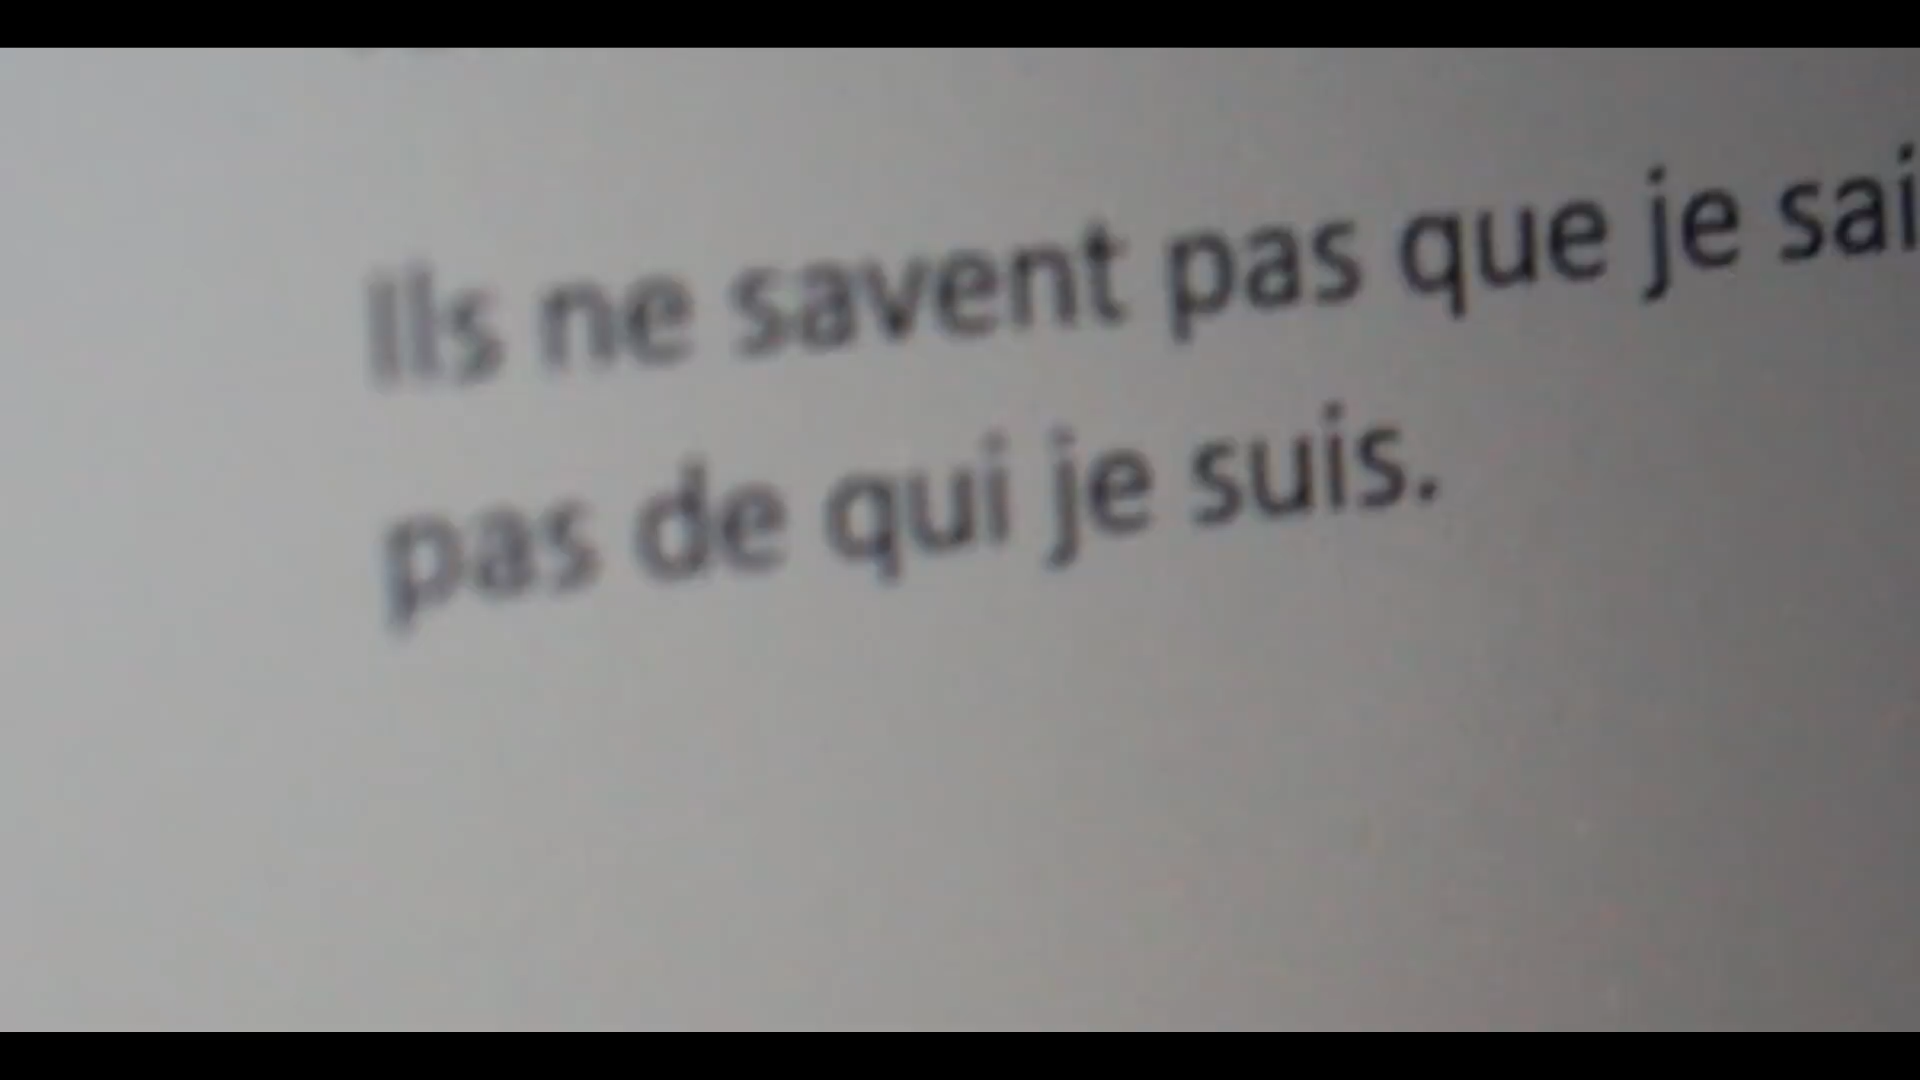 Ils ne savent pas que je sai
pas de qui je suis.